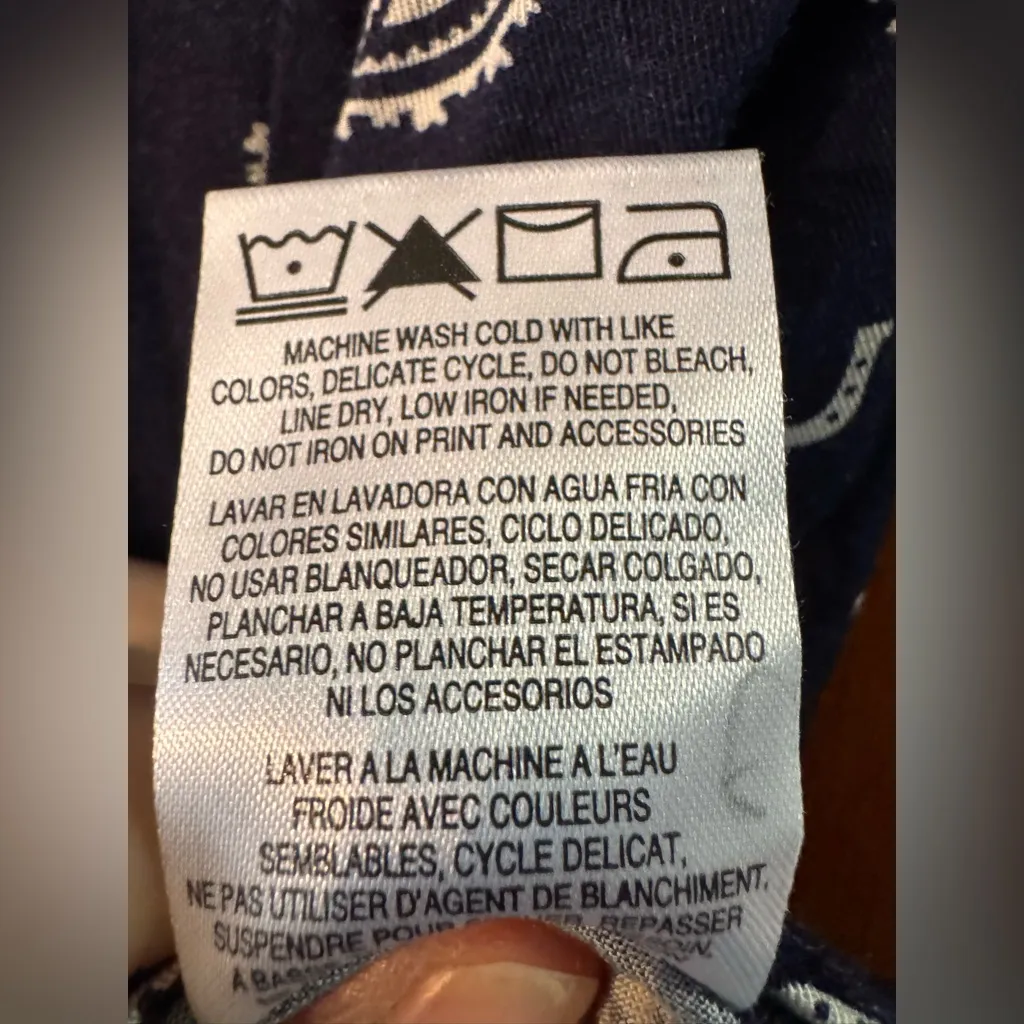 MACHINE WASH COLD WITH LIKE
COLORS, DELICATE CYCLE, DO NOT BLEACH,
LINE DRY, LOW IRON IF NEEDED,
DO NOT IRON ON PRINT AND ACCESSORIES
LAVAR EN LAVADORA CON AGUA FRIA CON
COLORES SIMILARES, CICLO DELICADO,
NO USAR BLANQUEADOR, SECAR COLGADO,
PLANCHAR A BAJA TEMPERATURA, SI ES
NECESARIO, NO PLANCHAR EL ESTAMPADO
NI LOS ACCESORIOS
LAVER A LA MACHINE A L'EAU
FROIDE AVEC COULEURS
SEMBLABLES, CYCLE DELICAT,
NE PAS UTILISER D'AGENT DE BLANCHIMENT,
SUSPENDRE POUR REPASSER
À